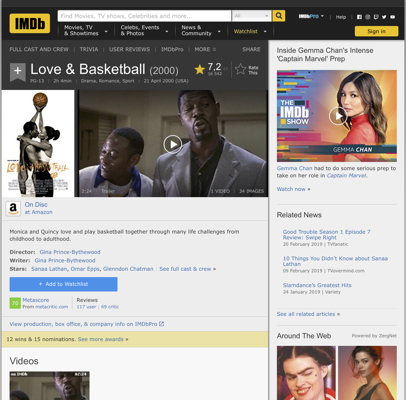 IMDb
Find Movies, TV shows, Celebrities and more...
All
IMDbPro
Help
Movies, TV
& Showtimes
Celebs, Events
& Photos
News &
Community
Watchlist
Sign in
FULL CAST AND CREW | TRIVIA | USER REVIEWS | IMDbPro | MORE
SHARE
Love & Basketball (2000)
PG-13 | 2h 4min | Drama, Romance, Sport | 21 April 2000 (USA)
7,2
Rate
This
2:24 Trailer
1 VIDEO | 34 IMAGES
On Disc
at Amazon
Monica and Quincy love and play basketball together through many life challenges from
childhood to adulthood.
Director: Gina Prince-Bythewood
Writer: Gina Prince-Bythewood
Stars: Sanaa Lathan, Omar Epps, Glenndon Chatman | See full cast & crew »
+ Add to Watchlist
70
Metascore
From metacritic.com
Reviews
117 user | 69 critic
View production, box office, & company info on IMDbPro
12 wins & 15 nominations. See more awards »
Videos
Inside Gemma Chan's Intense
'Captain Marvel' Prep
THE
IMDb
SHOW
GEMMA CHAN
Gemma Chan had to do some serious prep to
take on her role in Captain Marvel.
Watch now »
Related News
Good Trouble Season 1 Episode 7
Review: Swipe Right
20 February 2019 | TVfanatic
10 Things You Didn't Know about Sanaa
Lathan
09 February 2019 | TVovermind.com
Slamdance's Greatest Hits
24 January 2019 | Variety
See all related articles »
Around The Web
Powered by ZergNet